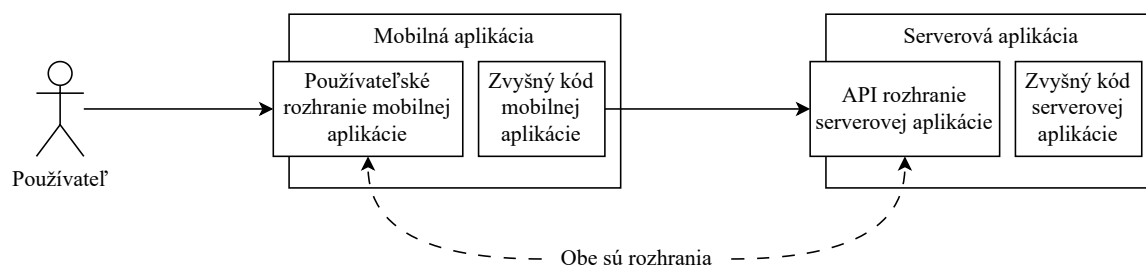 Mobilná aplikácia
Serverová aplikácia
Používateľské
rozhranie mobilnej
aplikácie
Zvyšný kód
mobilnej
aplikácie
API rozhranie
serverovej aplikácie
Zvyšný kód
serverovej
aplikácie
Používateľ
Obe sú rozhrania